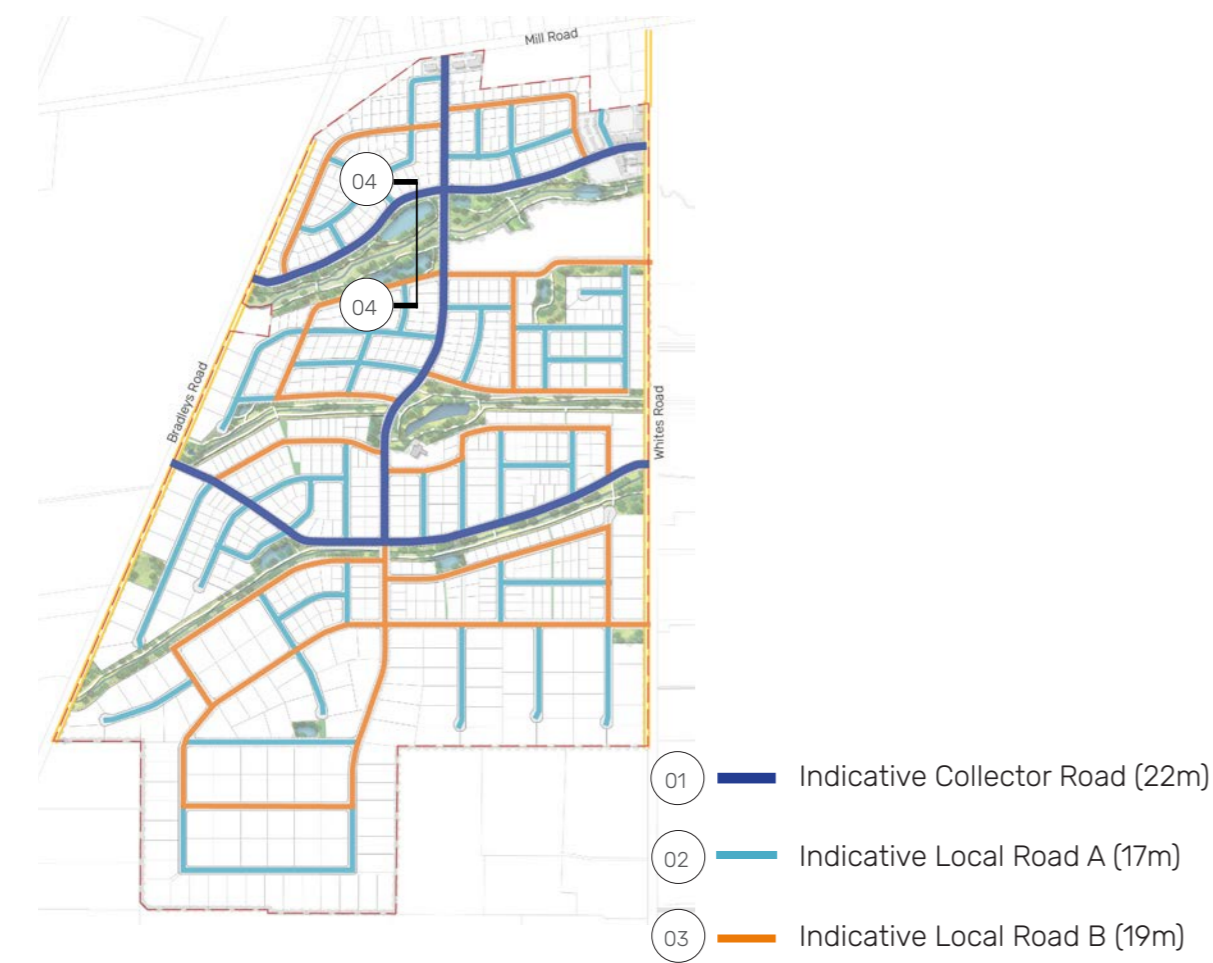 Mill Road
04
04
Bradleys Road
Whites Road
01 Indicative Collector Road (22m)
02 Indicative Local Road A (17m)
03 Indicative Local Road B (19m)